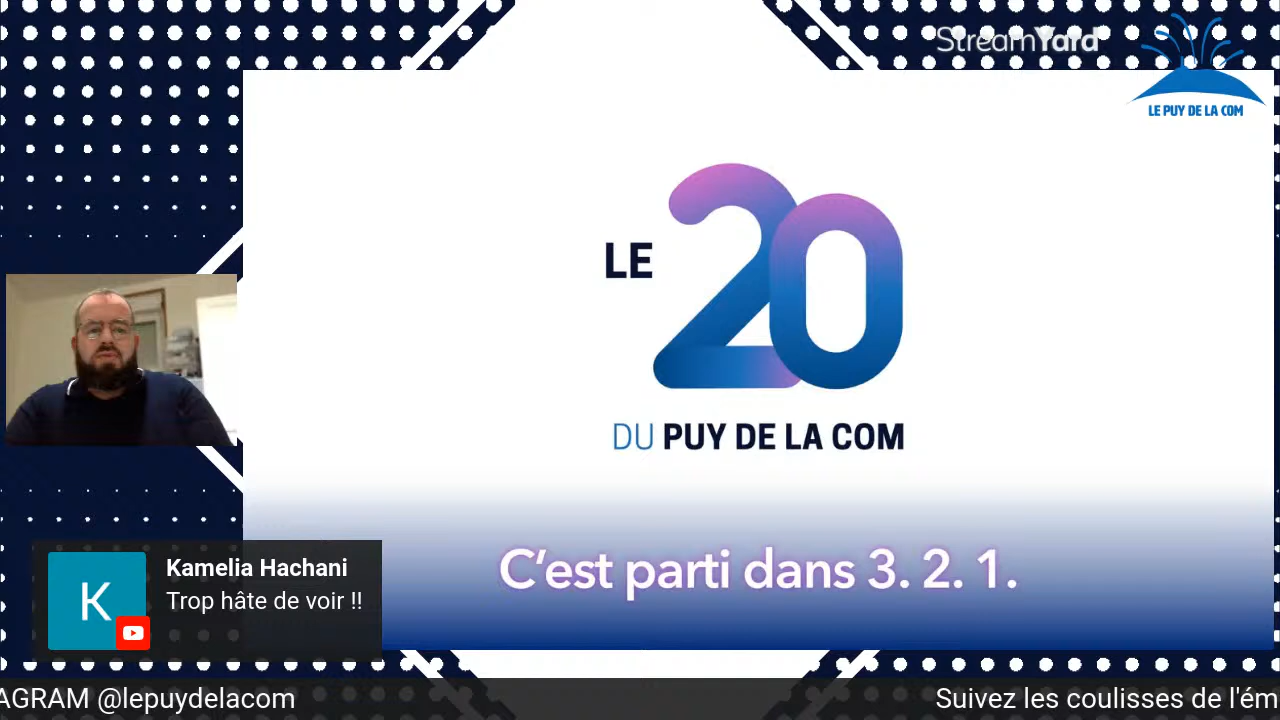 StreamYard
LE PUY DE LA COM
LE 20
DU PUY DE LA COM
C'est parti dans 3. 2. 1.
K
Kamelia Hachani
Trop hâte de voir !!
AGRAM @lepuydelacom
Suivez les coulisses de l'ém